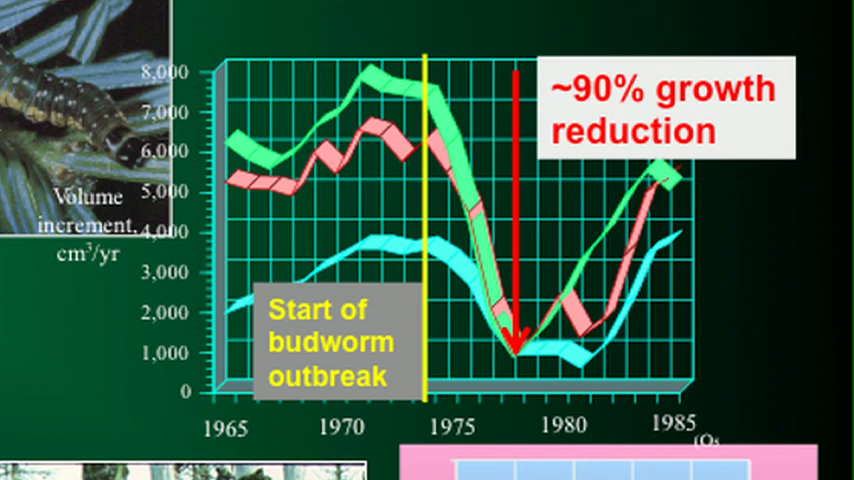 8,000
~90% growth
7,000
reduction
6,000
5,000
Volume
increment,
4,000
cm³/yr
3,000
Start of
2,000
budworm
1,000
outbreak
0
1965 1970 1975 1980 1985
(Os